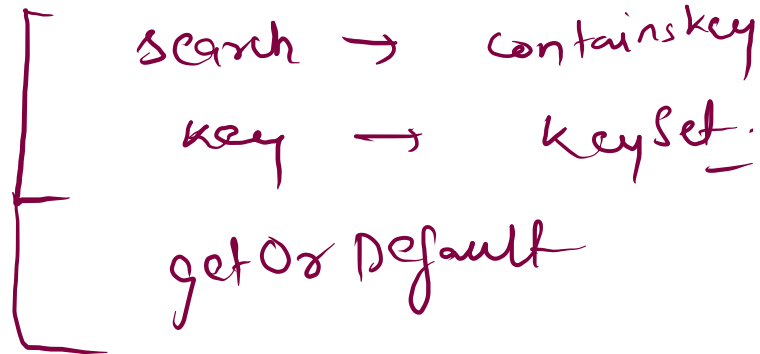 search → containskey
key → keyset.
getOrDefault